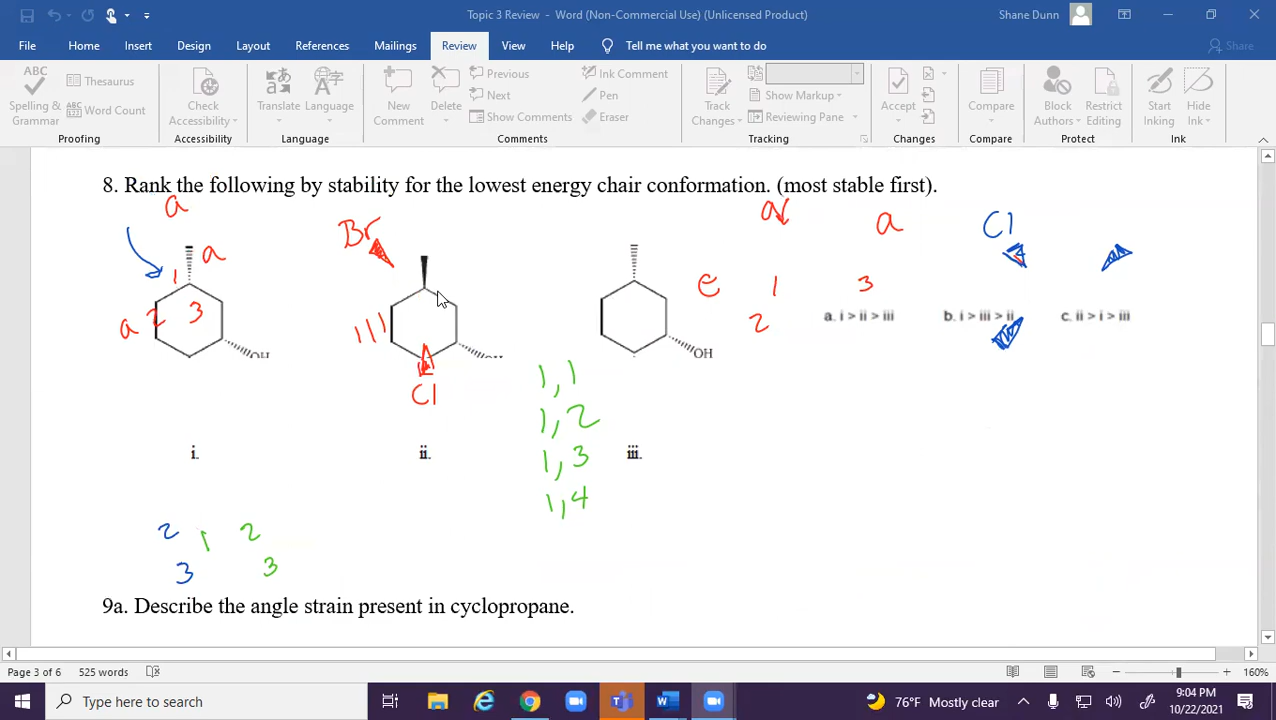 Topic 3 Review - Word (Non-Commercial Use) (Unlicensed Product)
Shane Dunn
File Home Insert Design Layout References Mailings Review View Help Tell me what you want to do Share
ABC Spelling & Grammar
Thesaurus
ABC 123 Word Count
Check Accessibility
Translate
Language
New Comment
Delete
Previous
Next
Show Comments
Ink Comment
Pen
Eraser
Track Changes
Show Markup
Reviewing Pane
Accept
Compare
Block Authors
Restrict Editing
Start Inking
Hide Ink
Proofing Accessibility Language Comments Tracking Changes Compare Protect Ink
8. Rank the following by stability for the lowest energy chair conformation. (most stable first).
a
a
Cl
Br
a
1
a 2 3
OH
Cl
OH
e 1 3
2
a. i > ii > iii b. i > iii > ii c. ii > i > iii
1,1
1,2
1,3
1,4
i. ii. iii.
2 1 2
3 3
9a. Describe the angle strain present in cyclopropane.
Page 3 of 6 525 words 160%
Type here to search
76°F Mostly clear
9:04 PM
10/22/2021